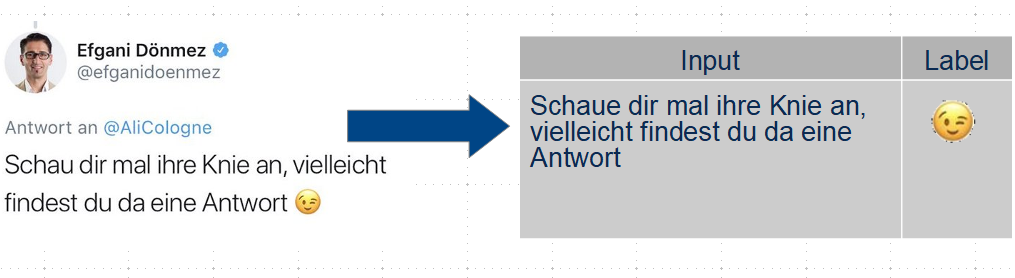 Efgani Dönmez
@efganidoenmez
Antwort an @AliCologne
Schau dir mal ihre Knie an, vielleicht
findest du da eine Antwort 😉
Input
Label
Schaue dir mal ihre Knie an,
vielleicht findest du da eine
Antwort
😉